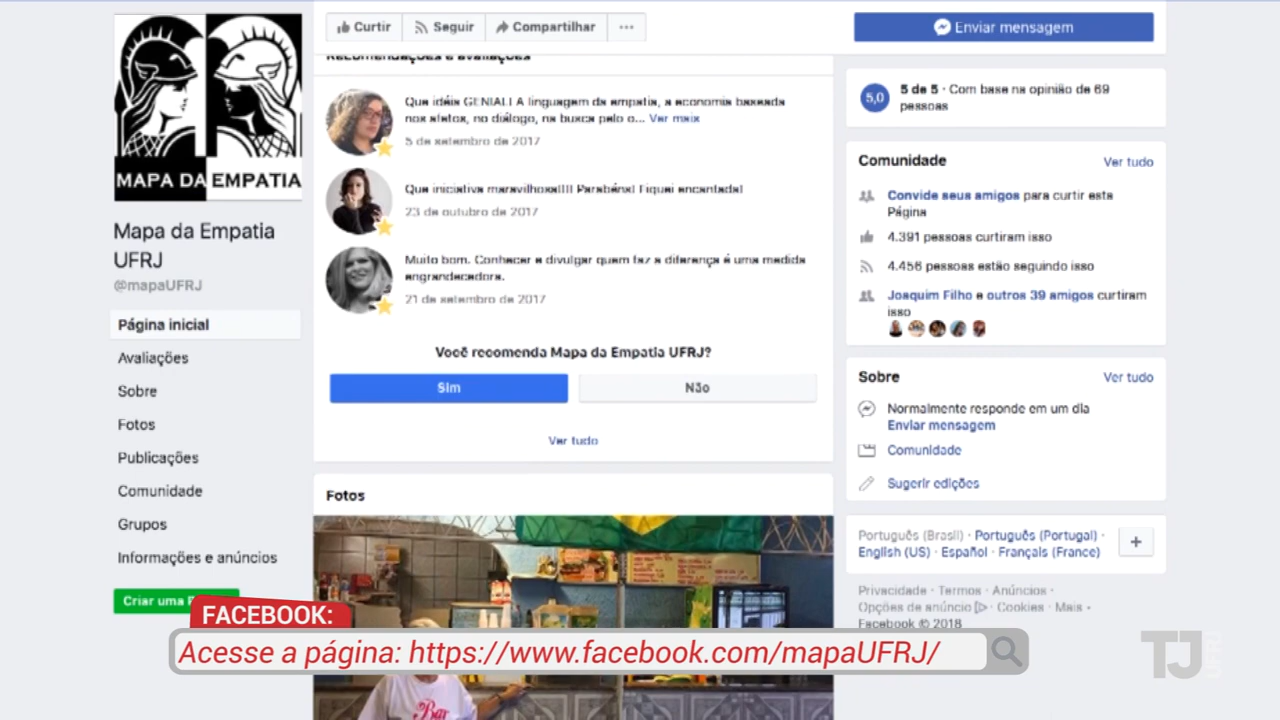 MAPA DA EMPATIA
Mapa da Empatia
UFRJ
@mapaUFRJ
Página inicial
Avaliações
Sobre
Fotos
Publicações
Comunidade
Grupos
Informações e anúncios
Criar uma
Curtir
Seguir
Compartilhar
Enviar mensagem
Recomendações e avaliações
Que idéia GENIAL! A linguagem da empatia, a economia baseada
nos afetos, no diálogo, na busca pelo o... Ver mais
5 de setembro de 2017
Que iniciativa maravilhosa!!!! Parabéns! Fiquei encantada!
23 de outubro de 2017
Muito bom. Conhecer e divulgar quem faz a diferença é uma medida
engrandecedora.
21 de setembro de 2017
Você recomenda Mapa da Empatia UFRJ?
Sim
Não
Ver tudo
Fotos
Bar
5,0
5 de 5 · Com base na opinião de 69
pessoas
Comunidade
Ver tudo
Convide seus amigos para curtir esta
Página
4.391 pessoas curtiram isso
4.456 pessoas estão seguindo isso
Joaquim Filho e outros 39 amigos curtiram
isso
Sobre
Ver tudo
Normalmente responde em um dia
Enviar mensagem
Comunidade
Sugerir edições
Português (Brasil) · Português (Portugal) ·
English (US) · Español · Français (France)
+
Privacidade · Termos · Anúncios ·
Opções de anúncio · Cookies · Mais
Facebook © 2018
FACEBOOK:
Acesse a página: https://www.facebook.com/mapaUFRJ/
TJ UFRJ